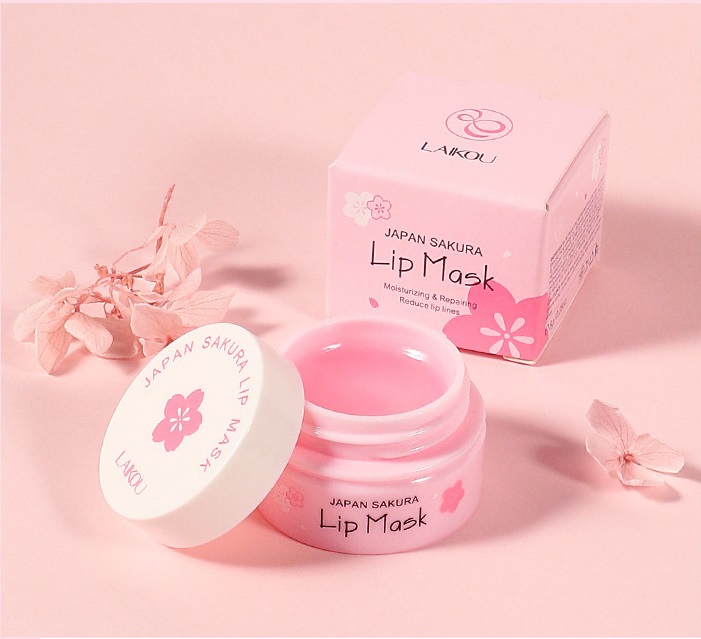 LAIKOU
JAPAN SAKURA
Lip Mask
Moisturizing & Repairing
Reduce lip lines
JAPAN SAKURA LIP MASK
LAIKOU
JAPAN SAKURA
Lip Mask